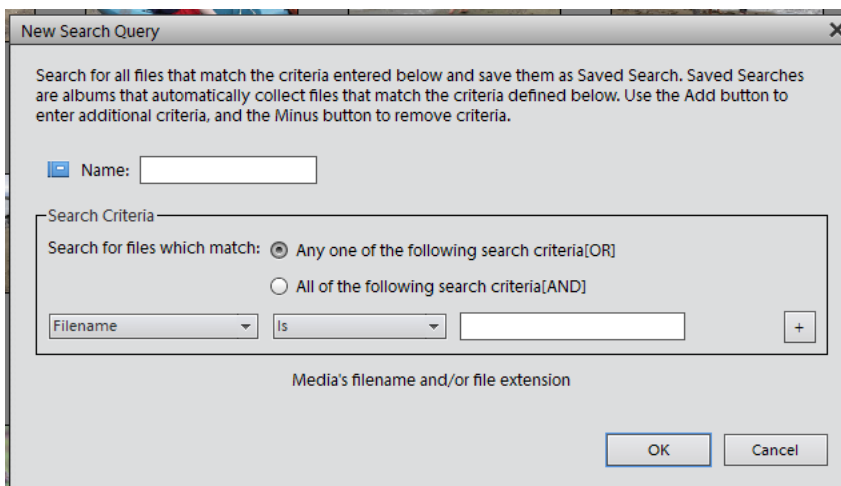 New Search Query
Search for all files that match the criteria entered below and save them as Saved Search. Saved Searches
are albums that automatically collect files that match the criteria defined below. Use the Add button to
enter additional criteria, and the Minus button to remove criteria.
Name:
Search Criteria
Search for files which match: Any one of the following search criteria[OR]
All of the following search criteria[AND]
Filename Is +
Media's filename and/or file extension
OK Cancel